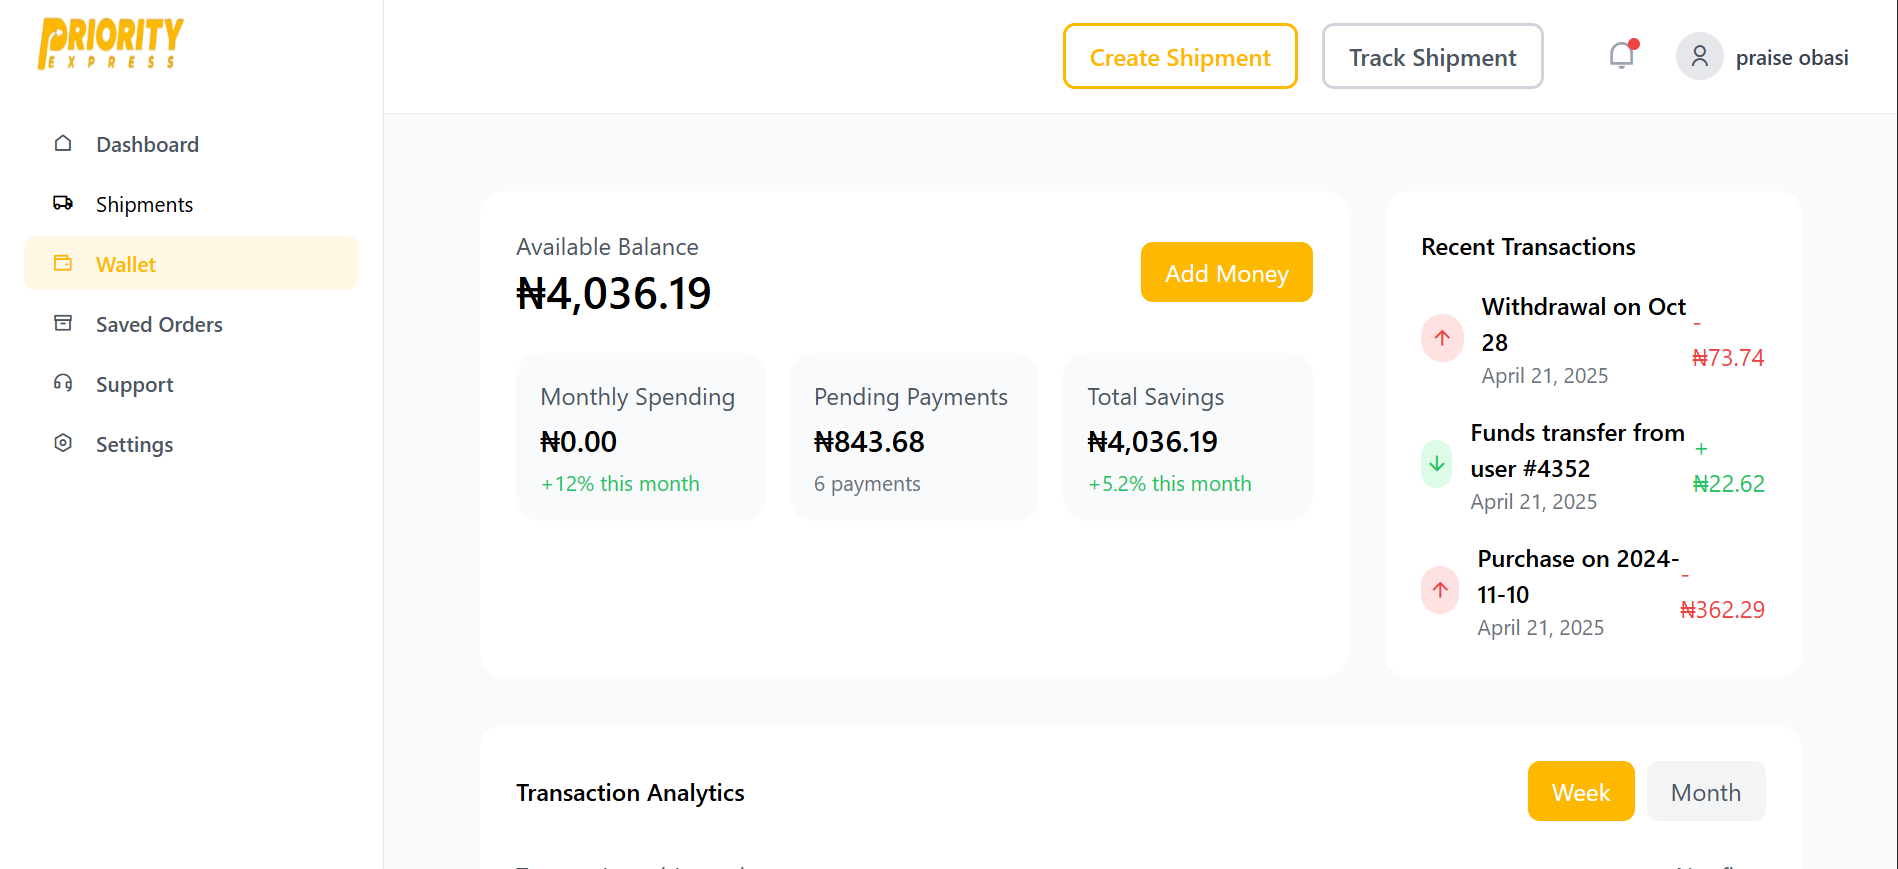 PRIORITY
EXPRESS
Create Shipment
Track Shipment
praise obasi
Dashboard
Shipments
Wallet
Saved Orders
Support
Settings
Available Balance
₦4,036.19
Add Money
Monthly Spending
₦0.00
+12% this month
Pending Payments
₦843.68
6 payments
Total Savings
₦4,036.19
+5.2% this month
Recent Transactions
Withdrawal on Oct
28
April 21, 2025
-
₦73.74
Funds transfer from
user #4352
April 21, 2025
+
₦22.62
Purchase on 2024-
11-10
April 21, 2025
-
₦362.29
Transaction Analytics
Week
Month